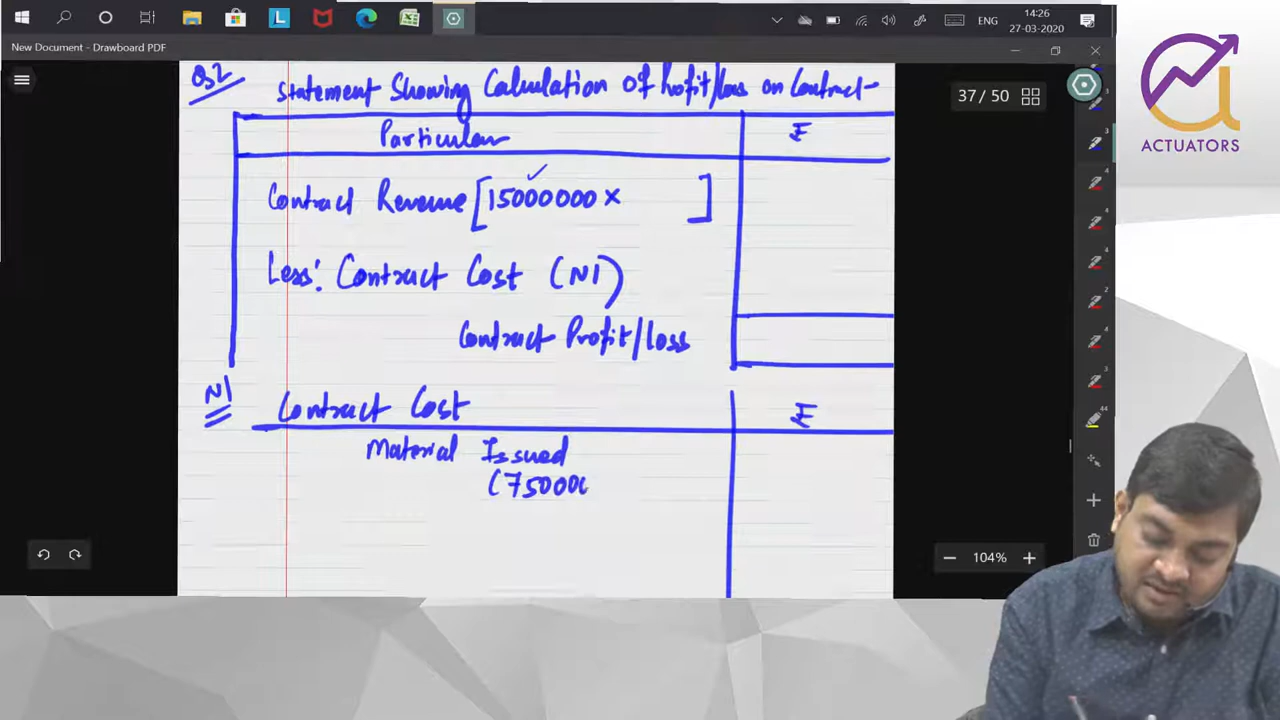 14:26
ENG
27-03-2020
New Document - Drawboard PDF
37 / 50
ACTUATORS
Qs2
Statement Showing Calculation of Profit/loss on Contract
Particular ₹
Contract Revenue [15000000 × ]
Less: Contract Cost (N1)
Contract Profit/loss
N1
Contract Cost ₹
Material Issued
(750000
104%